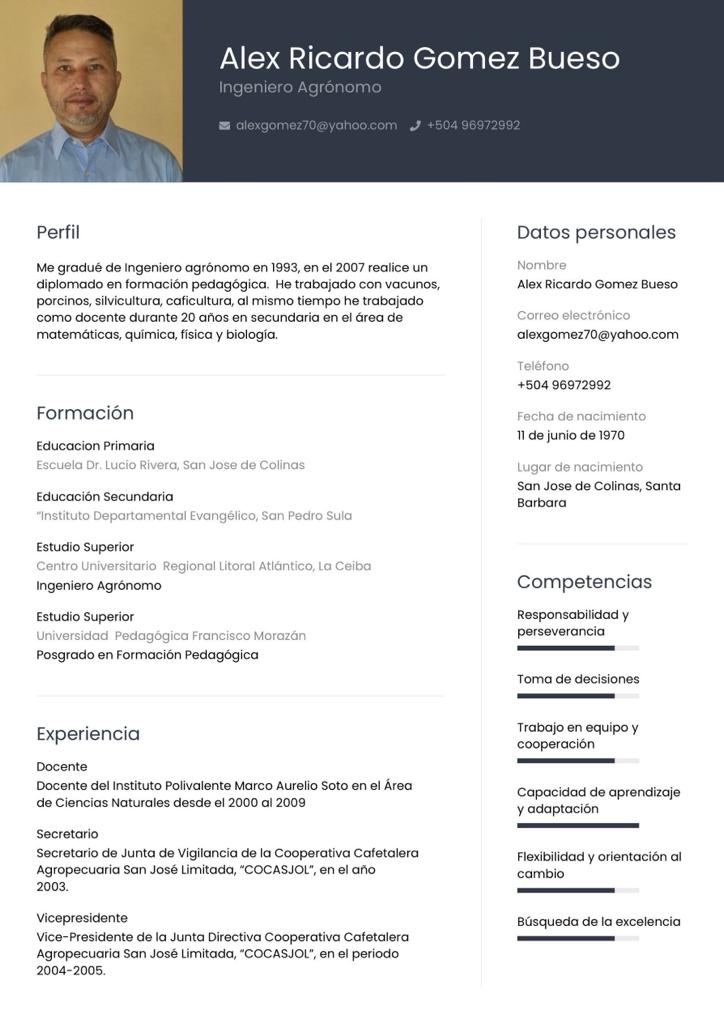 Alex Ricardo Gomez Bueso
Ingeniero Agrónomo
alexgomez70@yahoo.com +504 96972992
Perfil
Me gradué de Ingeniero agrónomo en 1993, en el 2007 realice un
diplomado en formación pedagógica. He trabajado con vacunos,
porcinos, silvicultura, caficultura, al mismo tiempo he trabajado
como docente durante 20 años en secundaria en el área de
matemáticas, química, física y biología.
Formación
Educacion Primaria
Escuela Dr. Lucio Rivera, San Jose de Colinas
Educación Secundaria
“Instituto Departamental Evangélico, San Pedro Sula
Estudio Superior
Centro Universitario Regional Litoral Atlántico, La Ceiba
Ingeniero Agrónomo
Estudio Superior
Universidad Pedagógica Francisco Morazán
Posgrado en Formación Pedagógica
Experiencia
Docente
Docente del Instituto Polivalente Marco Aurelio Soto en el Área
de Ciencias Naturales desde el 2000 al 2009
Secretario
Secretario de Junta de Vigilancia de la Cooperativa Cafetalera
Agropecuaria San José Limitada, “COCASJOL”, en el año
2003.
Vicepresidente
Vice-Presidente de la Junta Directiva Cooperativa Cafetalera
Agropecuaria San José Limitada, “COCASJOL”, en el periodo
2004-2005.
Datos personales
Nombre
Alex Ricardo Gomez Bueso
Correo electrónico
alexgomez70@yahoo.com
Teléfono
+504 96972992
Fecha de nacimiento
11 de junio de 1970
Lugar de nacimiento
San Jose de Colinas, Santa
Barbara
Competencias
Responsabilidad y
perseverancia
Toma de decisiones
Trabajo en equipo y
cooperación
Capacidad de aprendizaje
y adaptación
Flexibilidad y orientación al
cambio
Búsqueda de la excelencia